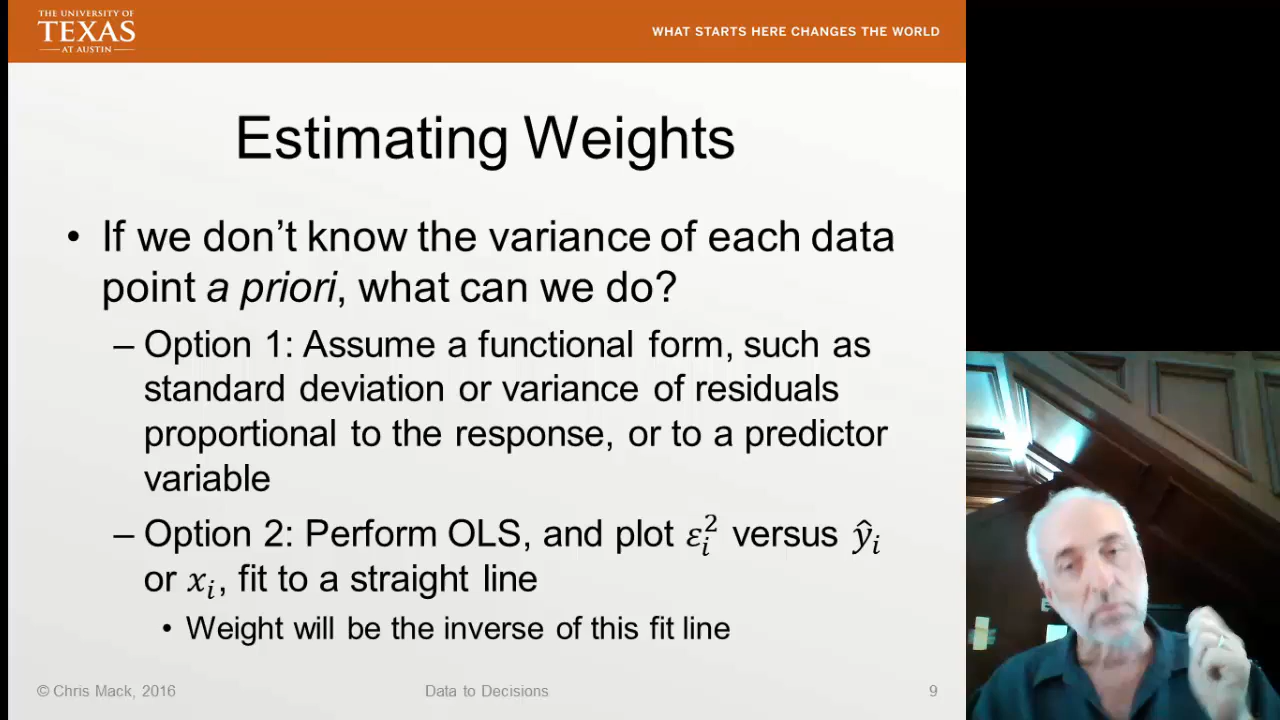 THE UNIVERSITY OF
TEXAS
AT AUSTIN
WHAT STARTS HERE CHANGES THE WORLD
Estimating Weights
• If we don’t know the variance of each data
point a priori, what can we do?
– Option 1: Assume a functional form, such as
standard deviation or variance of residuals
proportional to the response, or to a predictor
variable
– Option 2: Perform OLS, and plot εᵢ² versus ŷᵢ
or xᵢ, fit to a straight line
• Weight will be the inverse of this fit line
© Chris Mack, 2016
Data to Decisions
9